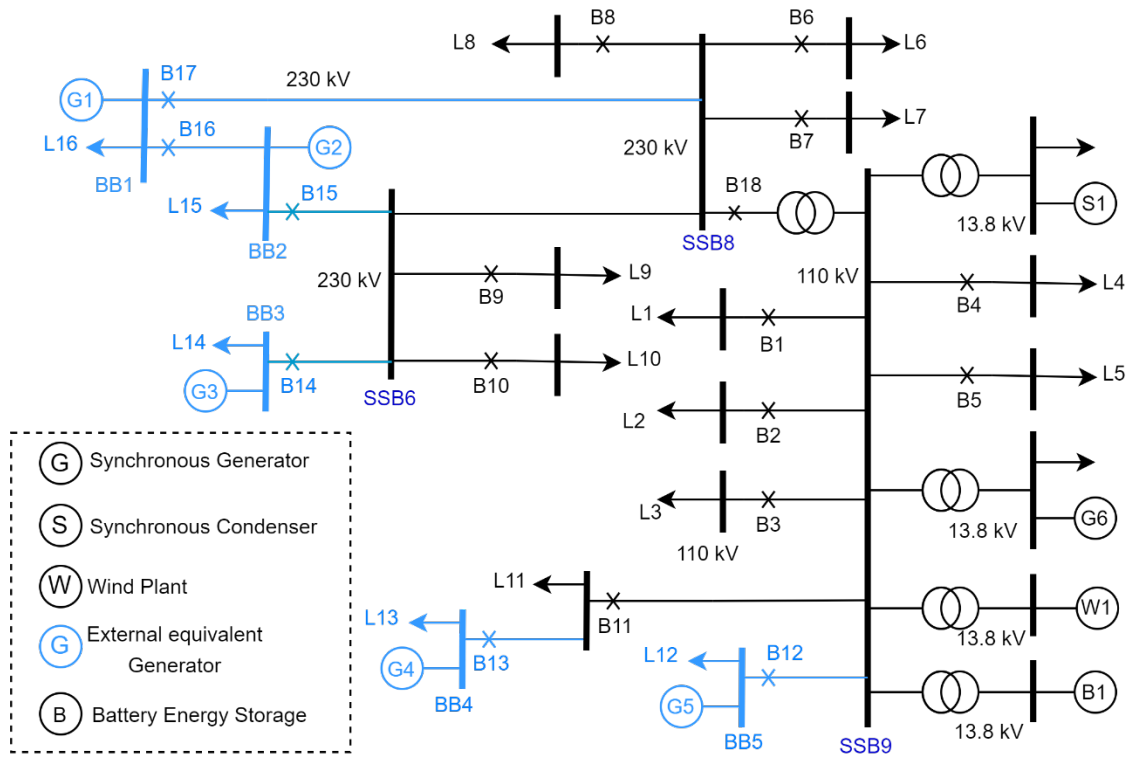 B8
B6
L8
L6
B17
230 kV
G1
B16
L7
L16
G2
B7
230 kV
BB1
B15
B18
L15
S1
13.8 kV
BB2
SSB8
230 kV
L9
110 kV
B9
L4
BB3
L1
B4
B1
L14
L10
B14
B10
L5
G3
SSB6
B5
L2
B2
G
Synchronous Generator
L3
B3
13.8 kV
G6
S
Synchronous Condenser
110 kV
W
Wind Plant
L11
W1
L13
B11
13.8 kV
G
External equivalent
Generator
B13
L12
B12
G4
BB4
G5
B1
B
Battery Energy Storage
13.8 kV
BB5
SSB9